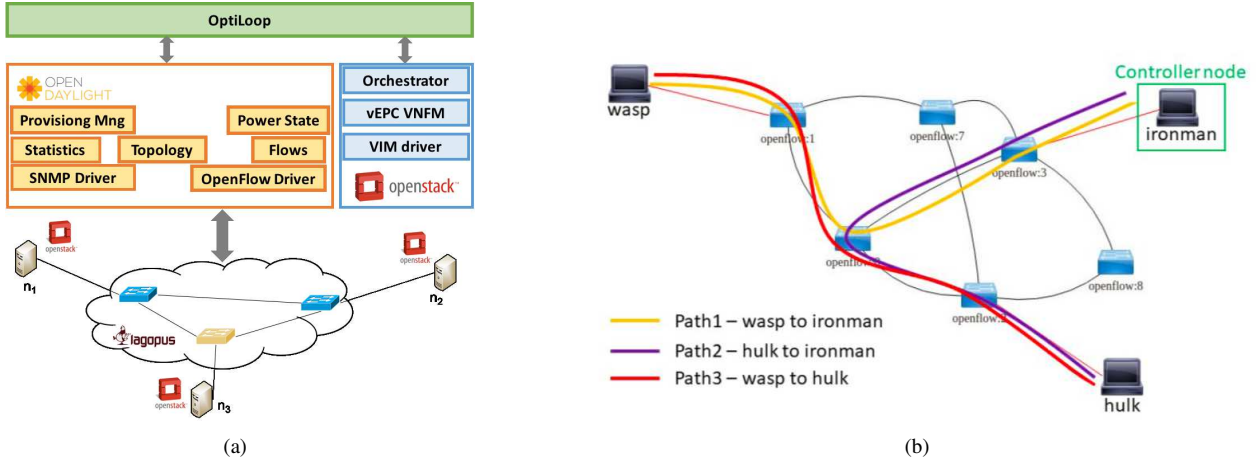 OptiLoop
OPEN
DAYLIGHT
Provisiong Mng
Power State
Statistics
Topology
Flows
SNMP Driver
OpenFlow Driver
Orchestrator
vEPC VNFM
VIM driver
openstack™
openstack
n1
openstack
n2
lagopus
openstack
n3
(a)
wasp
openflow:1
openflow:7
Controller node
ironman
openflow:3
openflow:8
hulk
Path1 – wasp to ironman
Path2 – hulk to ironman
Path3 – wasp to hulk
(b)